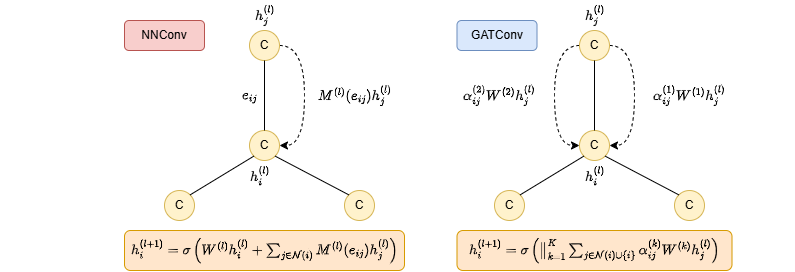 h_j^{(l)}
NNConv
C
e_{ij}
M^{(l)}(e_{ij})h_j^{(l)}
C
h_i^{(l)}
C
C
h_i^{(l+1)} = σ(W^{(l)}h_i^{(l)} + ∑_{j∈𝒩(i)} M^{(l)}(e_{ij})h_j^{(l)})
h_j^{(l)}
GATConv
C
α_{ij}^{(2)}W^{(2)}h_j^{(l)}
α_{ij}^{(1)}W^{(1)}h_j^{(l)}
C
h_i^{(l)}
C
C
h_i^{(l+1)} = σ(‖_{k=1}^{K} ∑_{j∈𝒩(i)∪{i}} α_{ij}^{(k)}W^{(k)}h_j^{(l)})